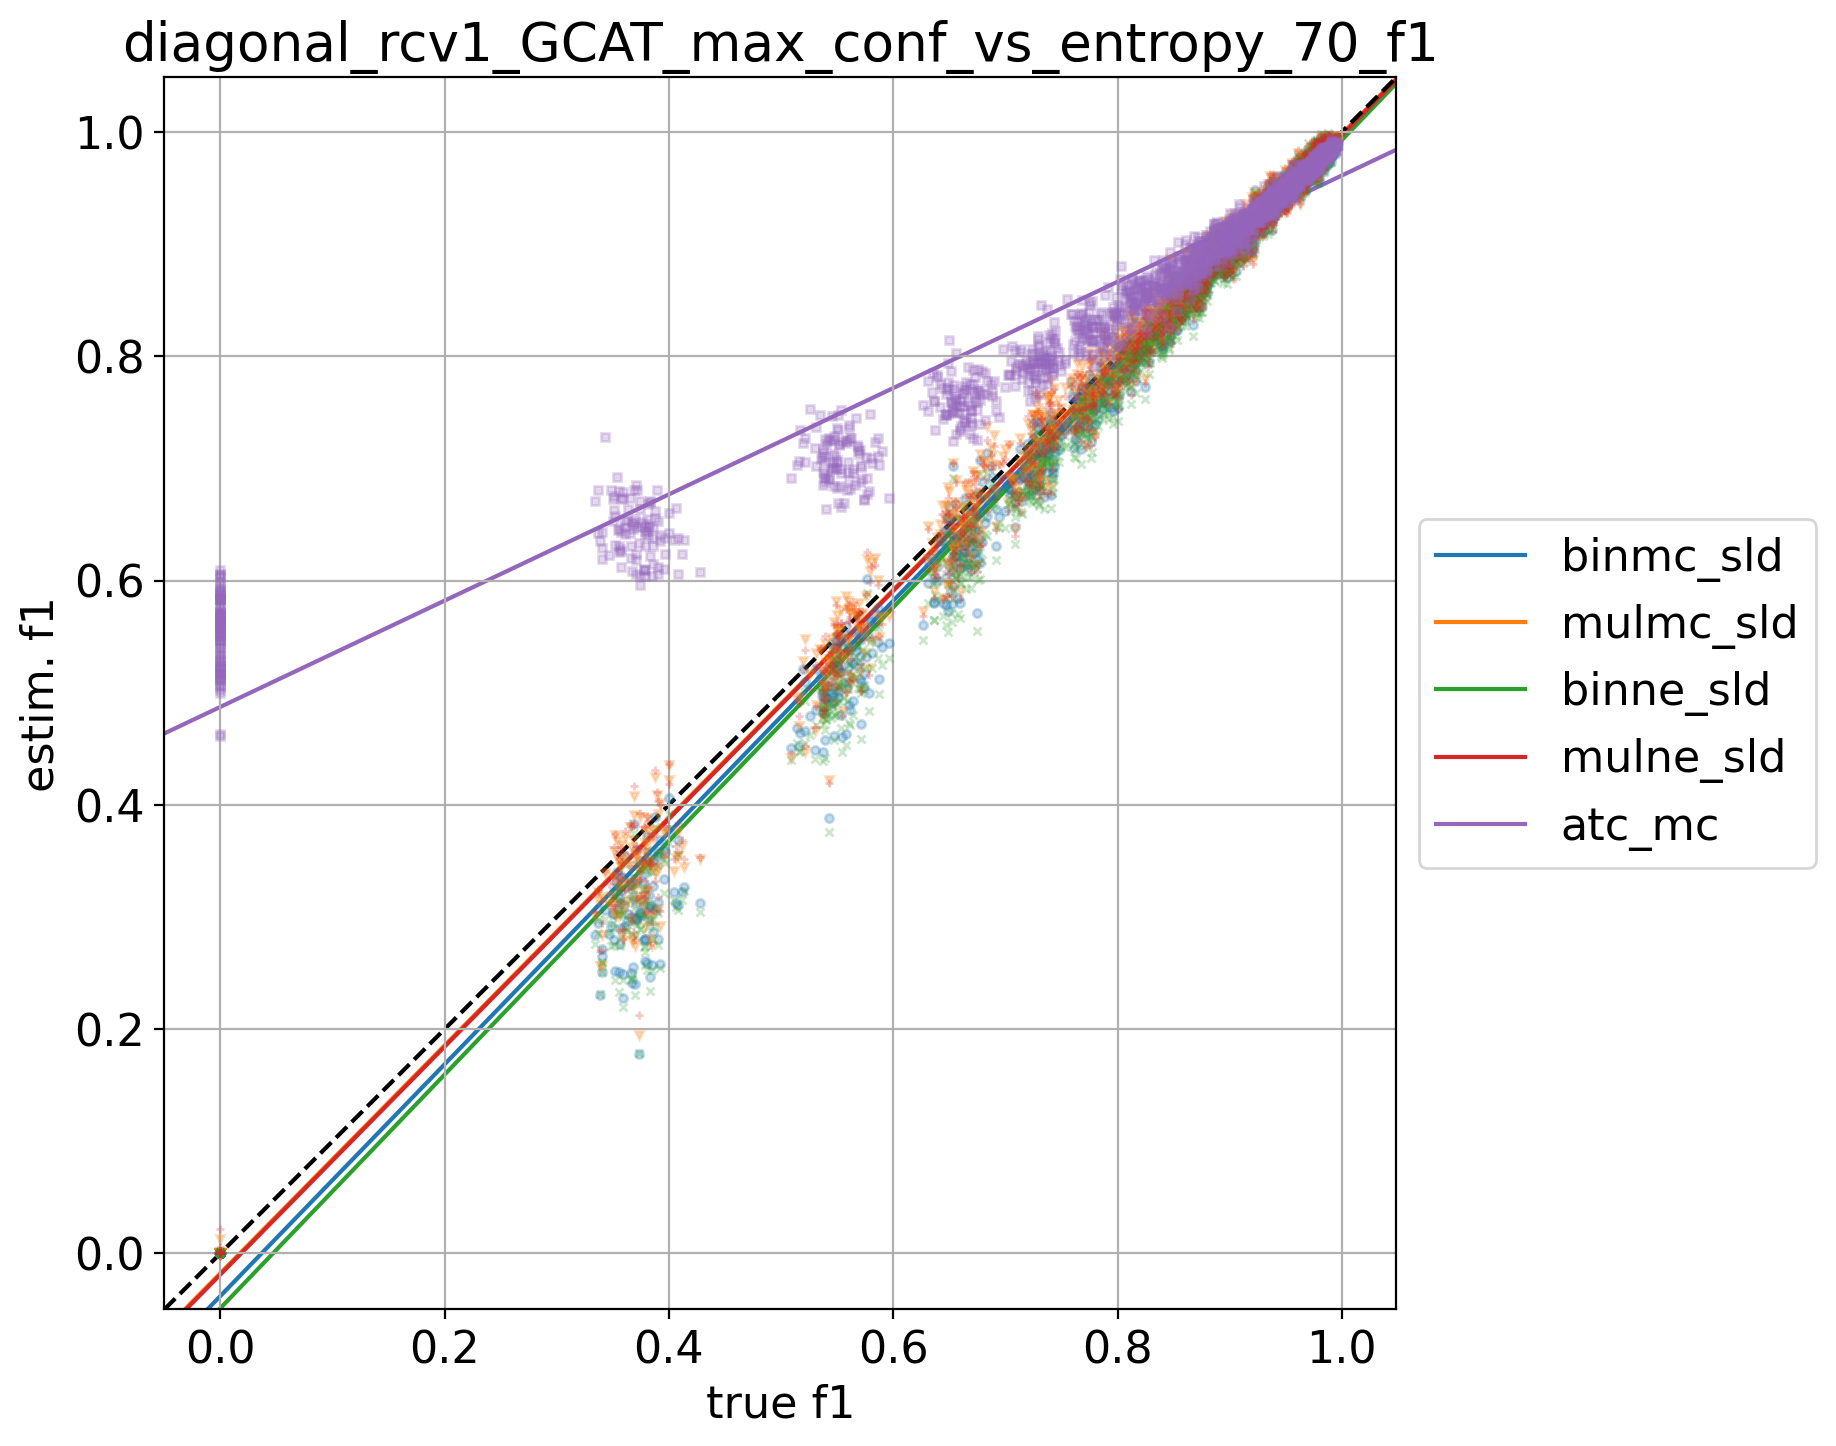 diagonal_rcv1_GCAT_max_conf_vs_entropy_70_f1
1.0
0.8
0.6
0.4
0.2
0.0
estim. f1
0.0 0.2 0.4 0.6 0.8 1.0
true f1
binmc_sld
mulmc_sld
binne_sld
mulne_sld
atc_mc